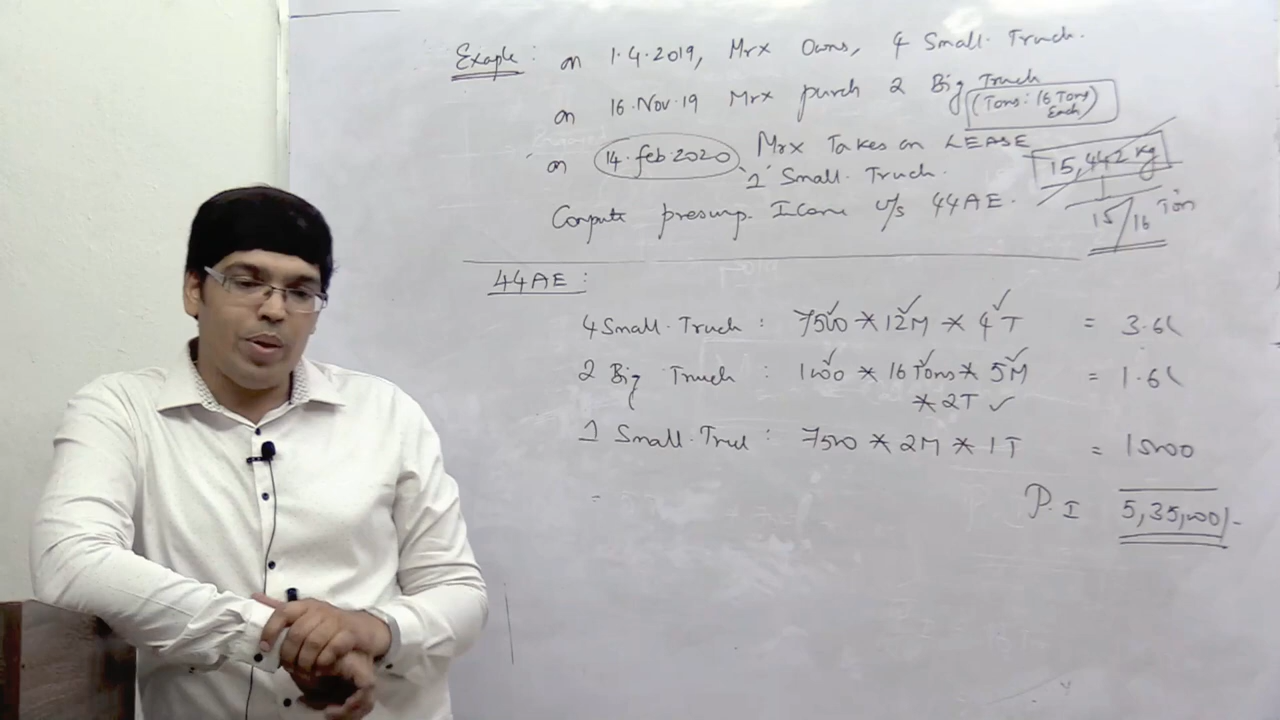 Exaple : on 1.4.2019, Mrx Owns, 4 Small Truck.
on 16.Nov.19 Mrx purch 2 Big Truck
(Tons: 16 Tons Each)
on 14.feb.2020 Mrx Takes on LEASE
1 Small Truck.
15,442 kg
15/16 Ton
Compute presump. Icome u/s 44AE.
44AE :
4 Small Truck : 7500 * 12M * 4T = 3.6L
2 Big Truck : 1000 * 16 Tons * 5M = 1.6L
* 2T ✓
1 Small True : 7500 * 2M * 1T = 15000
=
P.I 5,35,000/-